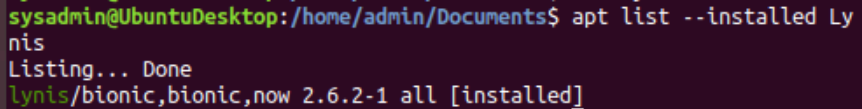 sysadmin@UbuntuDesktop:/home/admin/Documents$ apt list --installed Ly
nis
Listing... Done
lynis/bionic,bionic,now 2.6.2-1 all [installed]